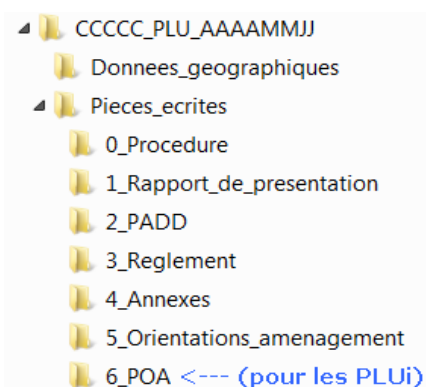 CCCCC_PLU_AAAAMMJJ
Donnees_geographiques
Pieces_ecrites
0_Procedure
1_Rapport_de_presentation
2_PADD
3_Reglement
4_Annexes
5_Orientations_amenagement
6_POA <--- (pour les PLUi)